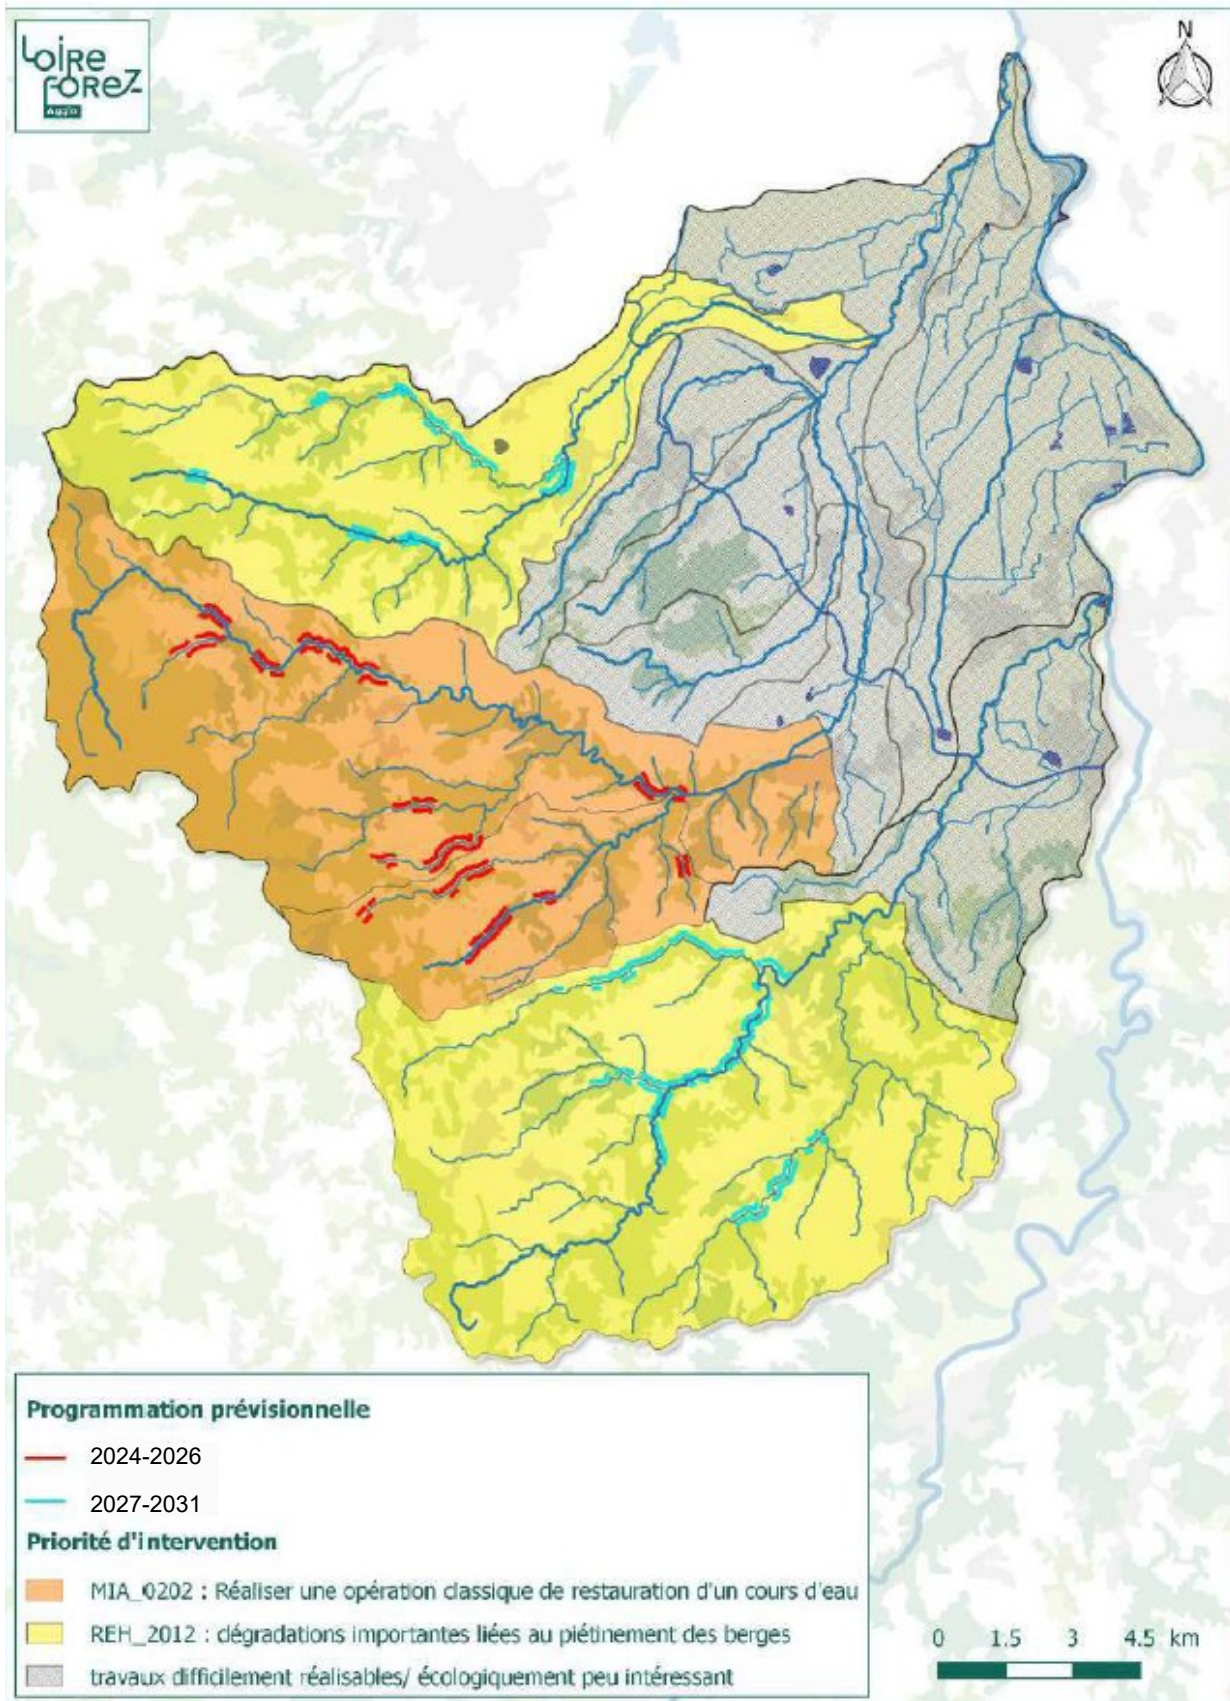 Loire
Forez
Agglo
N
Programmation prévisionnelle
2024-2026
2027-2031
Priorité d'intervention
MIA_0202 : Réaliser une opération classique de restauration d'un cours d'eau
REH_2012 : dégradations importantes liées au piétinement des berges
travaux difficilement réalisables/ écologiquement peu intéressant
0 1.5 3 4.5 km